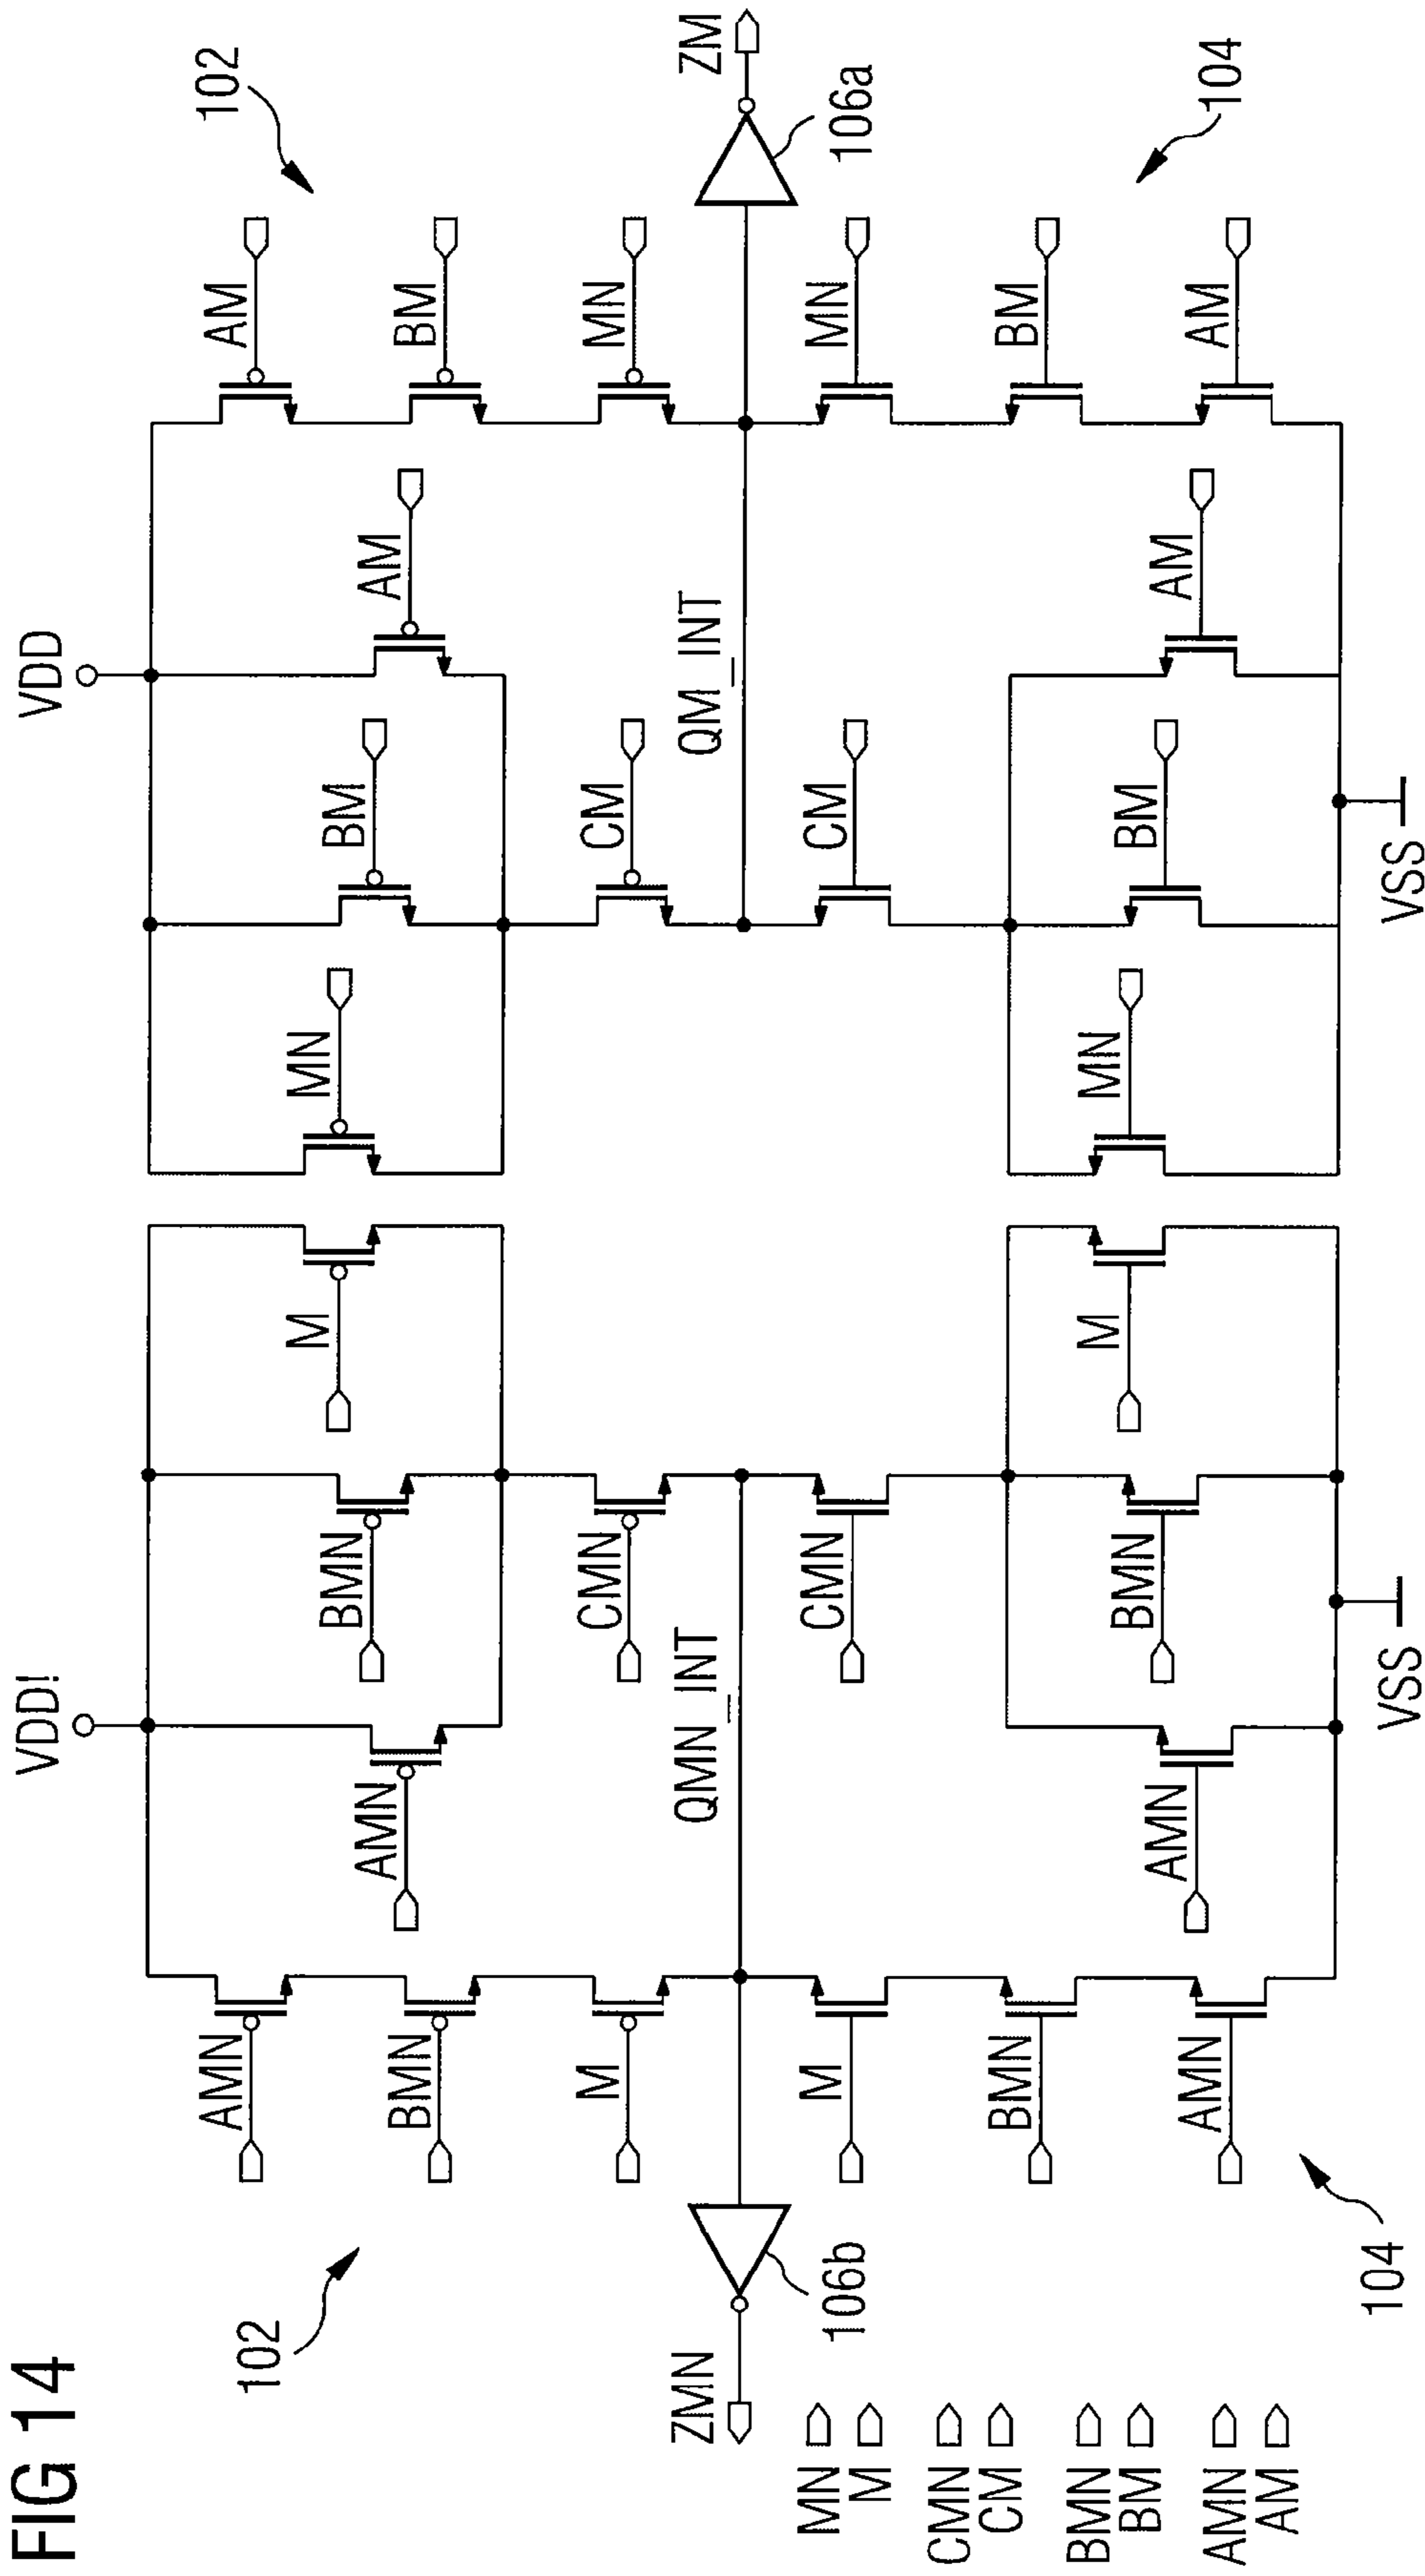 FIG 14
VDD!
VDD
102
102
AMN
BMN
M
AMN
BMN
M
MN
BM
AM
AM
BM
MN
CMN
CM
ZMN
QMN_INT
QM_INT
ZM
106b
106a
M
BMN
AMN
CMN
AMN
BMN
M
CM
MN
BM
AM
MN
BM
AM
104
104
VSS
VSS
MN
M
CMN
CM
BMN
BM
AMN
AM